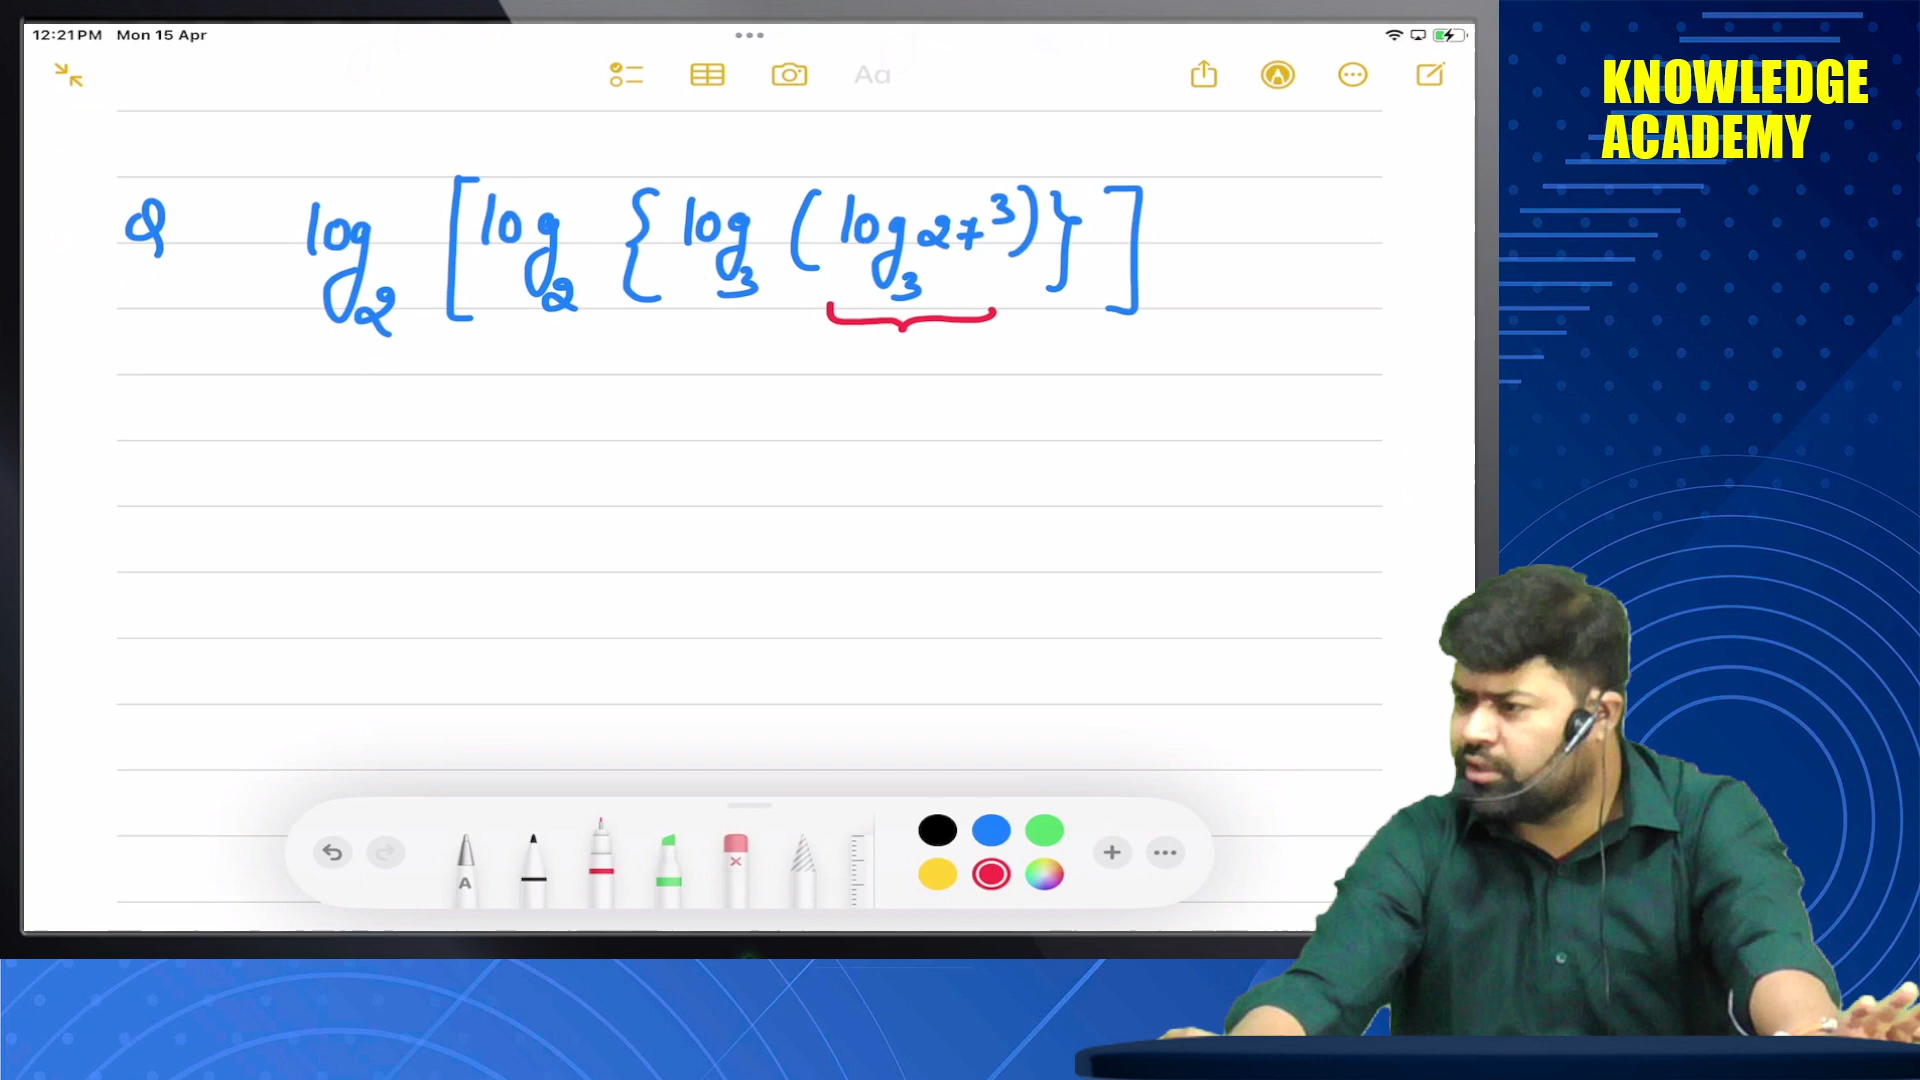 12:21 PM Mon 15 Apr
Aa
KNOWLEDGE
ACADEMY
Q log₂ [log₂ {log₃ (log₃ 27³)}]
A